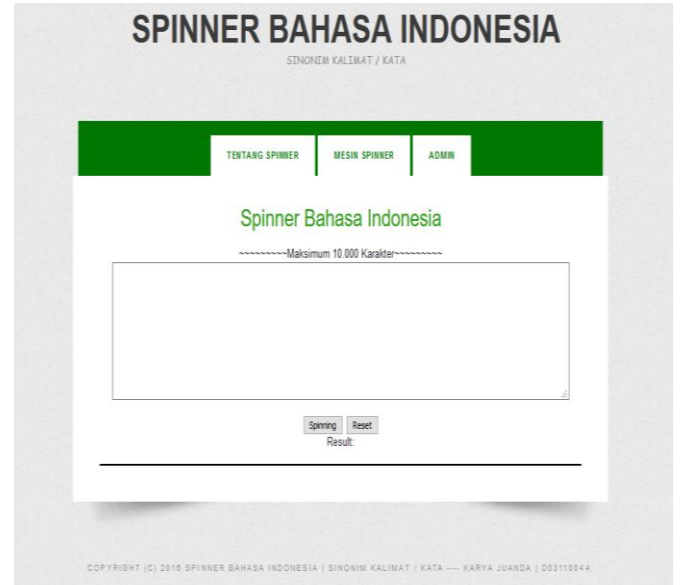 SPINNER BAHASA INDONESIA
SINONIM KALIMAT / KATA
TENTANG SPINNER MESIN SPINNER ADMIN
Spinner Bahasa Indonesia
~~~~~~~~~Maksimum 10.000 Karakter~~~~~~~~~
Spinning Reset
Result:
COPYRIGHT (C) 2016 SPINNER BAHASA INDONESIA | SINONIM KALIMAT / KATA ---- KARYA JUANDA | D03110044